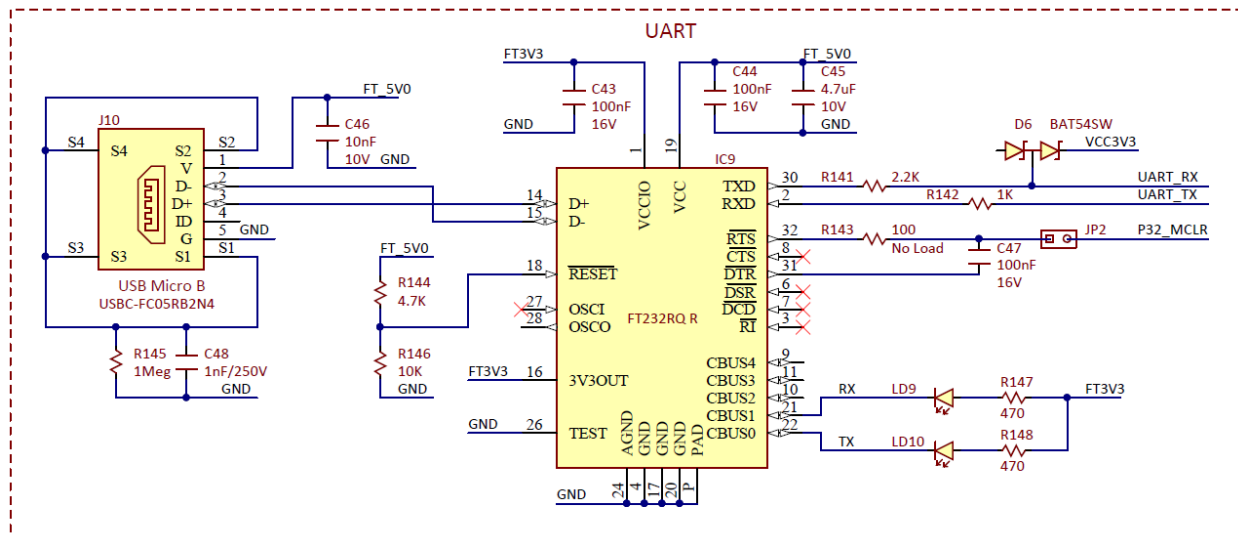 UART
J10
S4
S4
S3
S3
S2
S2
V
1
D-
2
D+
3
ID
4
G
5
S1
S1
GND
USB Micro B
USBC-FC05RB2N4
FT_5V0
C46
10nF
10V
GND
R145
1Meg
C48
1nF/250V
GND
FT3V3
C43
100nF
16V
GND
C44
100nF
16V
C45
4.7uF
10V
FT_5V0
GND
FT_5V0
R144
4.7K
R146
10K
GND
FT3V3
GND
IC9
FT232RQ R
1
VCCIO
19
VCC
14
D+
15
D-
18
RESET
27
OSCI
28
OSCO
16
3V3OUT
26
TEST
AGND
GND
GND
GND
PAD
24
4
17
20
P
GND
TXD
30
RXD
2
RTS
32
CTS
8
DTR
31
DSR
6
DCD
7
RI
3
CBUS4
9
CBUS3
11
CBUS2
10
CBUS1
21
CBUS0
22
D6
BAT54SW
VCC3V3
R141
2.2K
UART_RX
R142
1K
UART_TX
R143
100
No Load
JP2
P32_MCLR
C47
100nF
16V
RX
LD9
R147
470
FT3V3
TX
LD10
R148
470